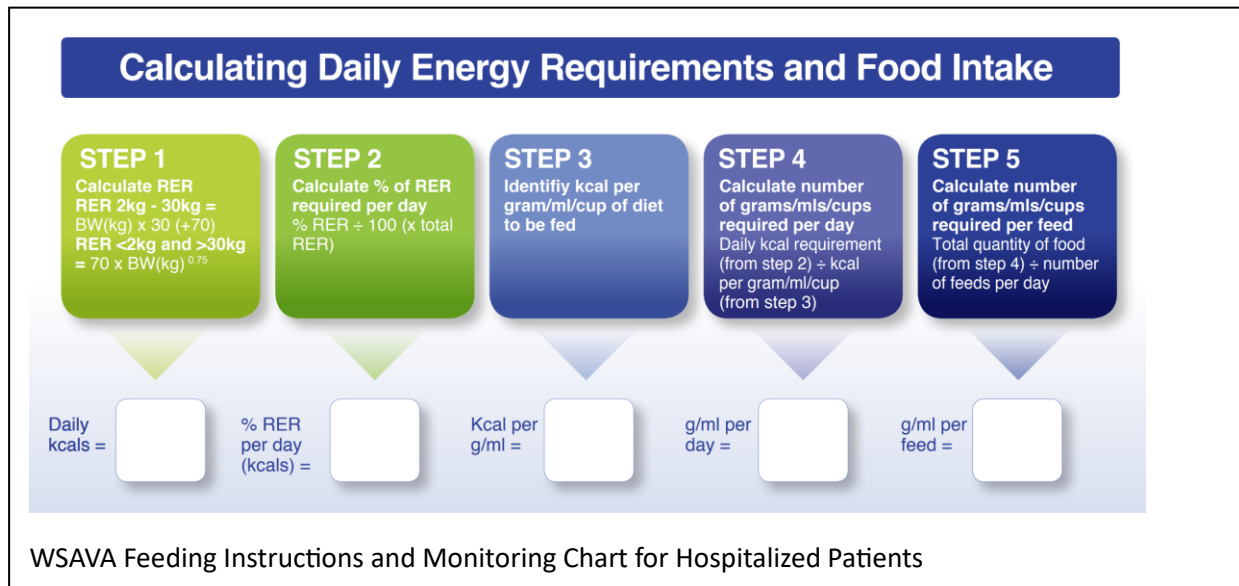 Calculating Daily Energy Requirements and Food Intake
STEP 1
Calculate RER
RER 2kg - 30kg =
BW(kg) x 30 (+70)
RER <2kg and >30kg
= 70 x BW(kg) 0.75
STEP 2
Calculate % of RER
required per day
% RER ÷ 100 (x total
RER)
STEP 3
Identifiy kcal per
gram/ml/cup of diet
to be fed
STEP 4
Calculate number
of grams/mls/cups
required per day
Daily kcal requirement
(from step 2) ÷ kcal
per gram/ml/cup
(from step 3)
STEP 5
Calculate number
of grams/mls/cups
required per feed
Total quantity of food
(from step 4) ÷ number
of feeds per day
Daily
kcals =
% RER
per day
(kcals) =
Kcal per
g/ml =
g/ml per
day =
g/ml per
feed =
WSAVA Feeding Instructions and Monitoring Chart for Hospitalized Patients